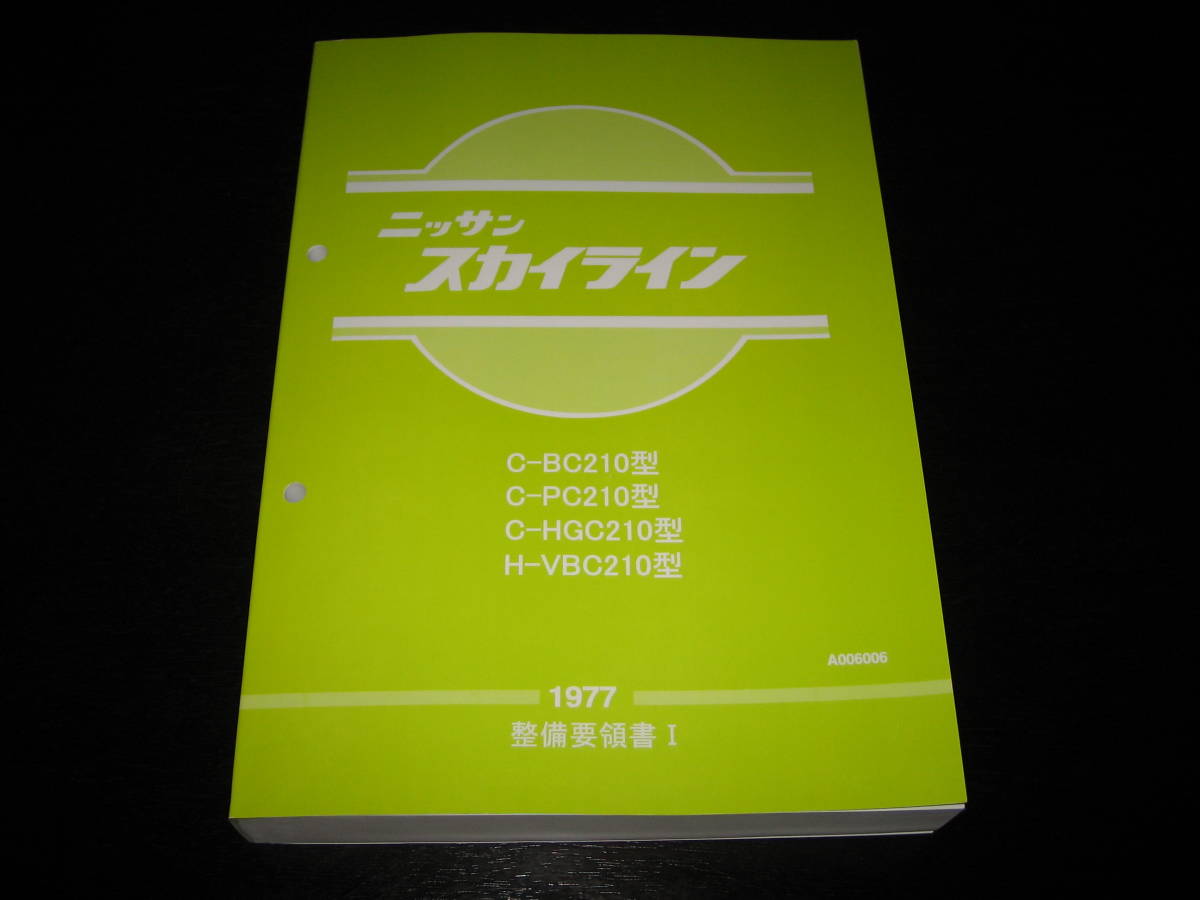 ニッサン
スカイライン
C-BC210型
C-PC210型
C-HGC210型
H-VBC210型
A006006
1977
整備要領書 I